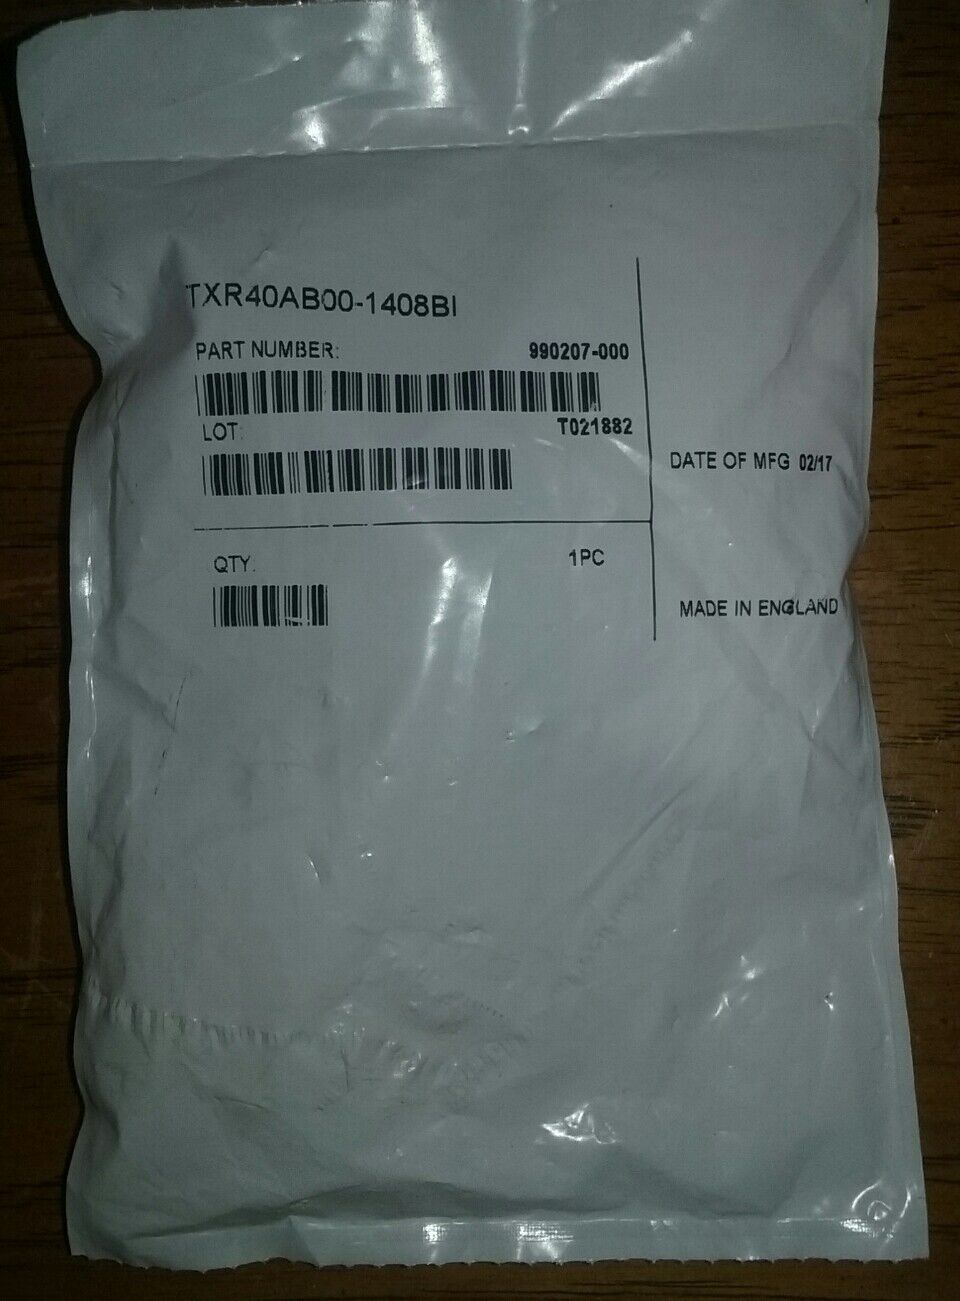 TXR40AB00-1408BI
PART NUMBER: 990207-000
LOT: T021882
DATE OF MFG 02/17
QTY: 1PC
MADE IN ENGLAND